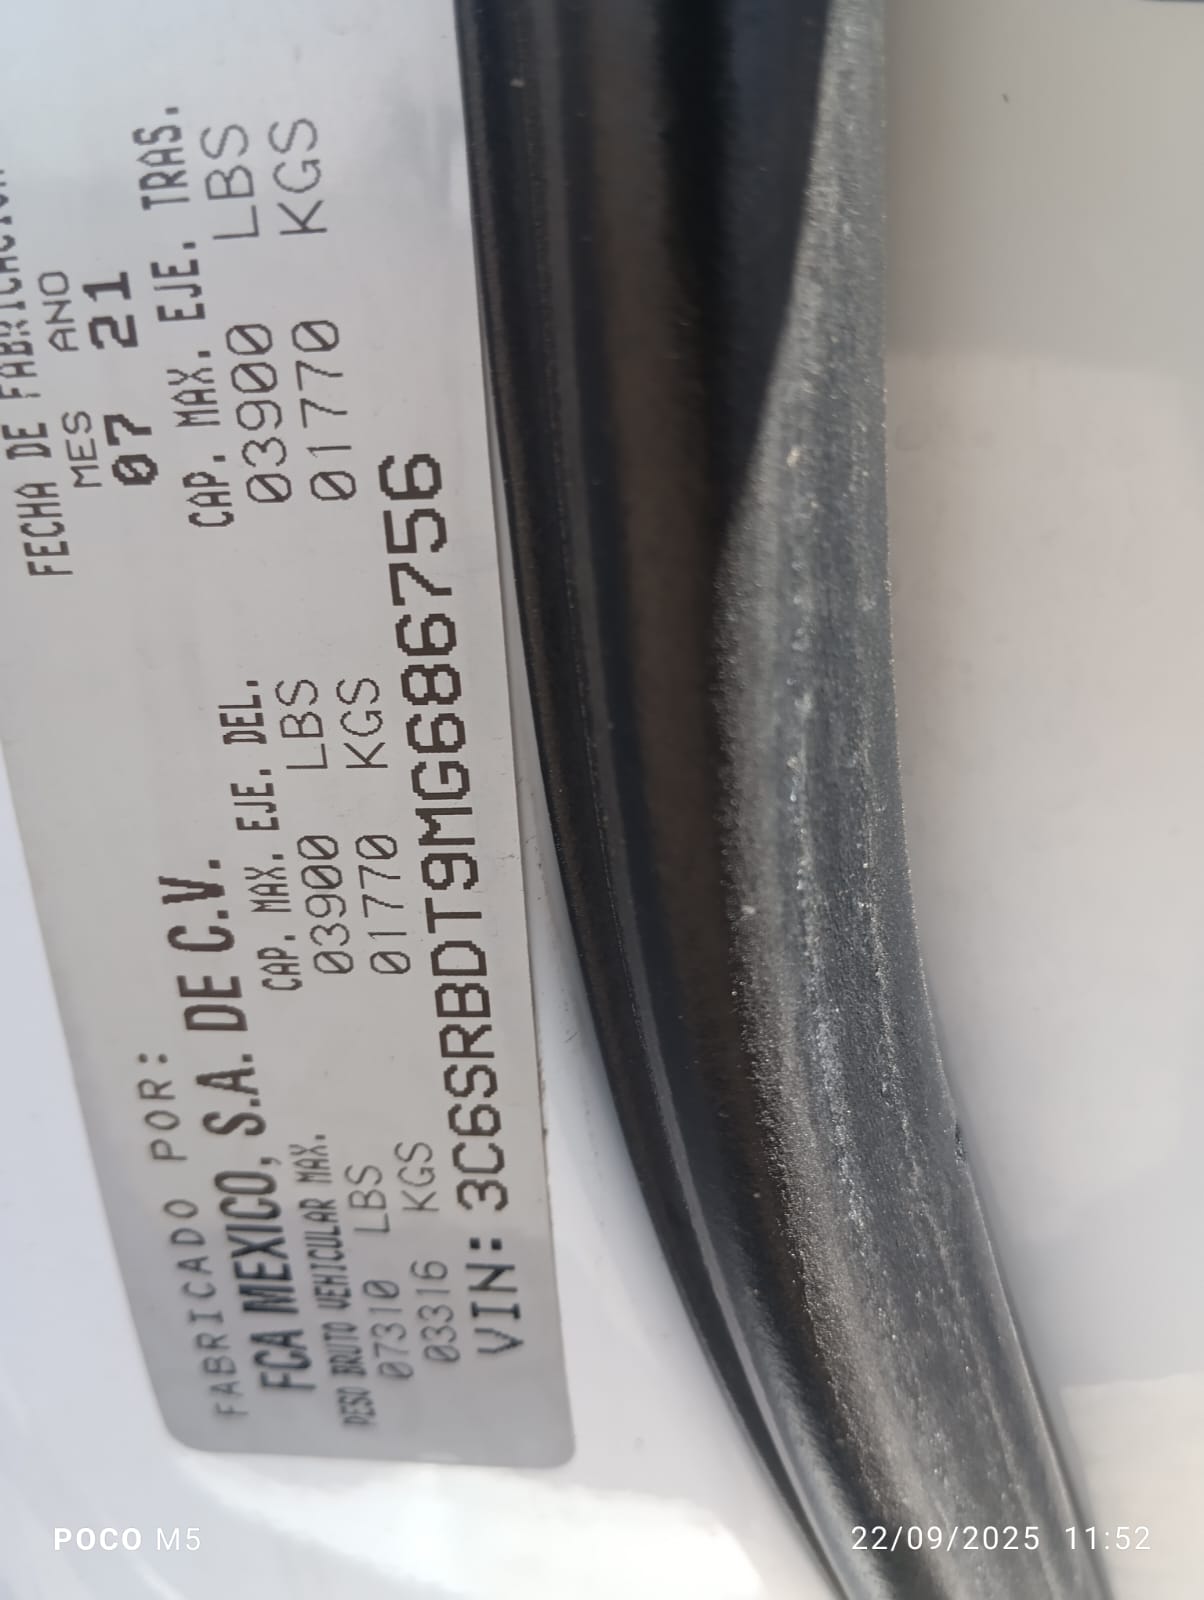 FABRICADO POR:
FCA MEXICO, S.A. DE C.V.
FECHA DE FABRICACION
MES ANO
07 21
PESO BRUTO VEHICULAR MAX.
07310 LBS
03316 KGS
CAP. MAX. EJE. DEL.
03900 LBS
01770 KGS
CAP. MAX. EJE. TRAS.
03900 LBS
01770 KGS
VIN: 3C6SRBDT9MG686756
POCO M5
22/09/2025 11:52